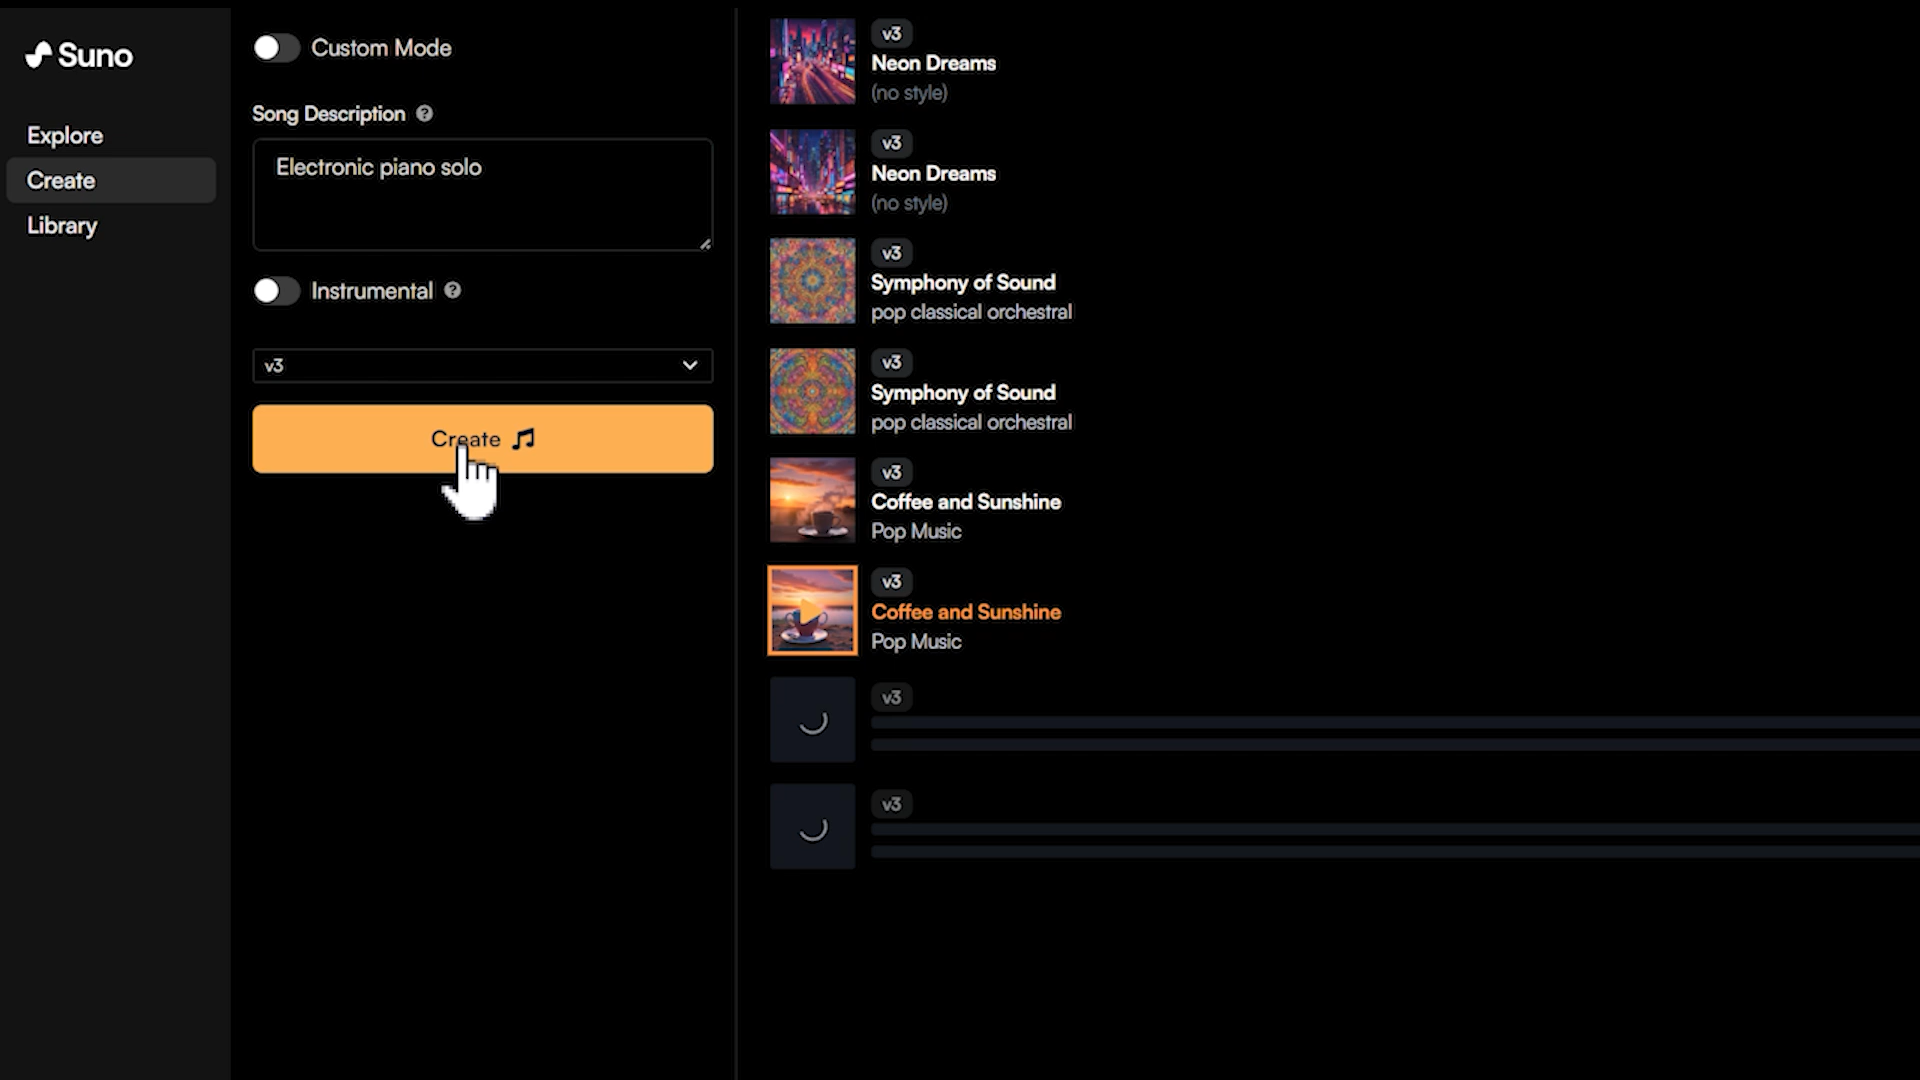 Suno
Explore
Create
Library
Custom Mode
Song Description
Electronic piano solo
Instrumental
v3
Create
v3
Neon Dreams
(no style)
v3
Neon Dreams
(no style)
v3
Symphony of Sound
pop classical orchestral
v3
Symphony of Sound
pop classical orchestral
v3
Coffee and Sunshine
Pop Music
v3
Coffee and Sunshine
Pop Music
v3
v3